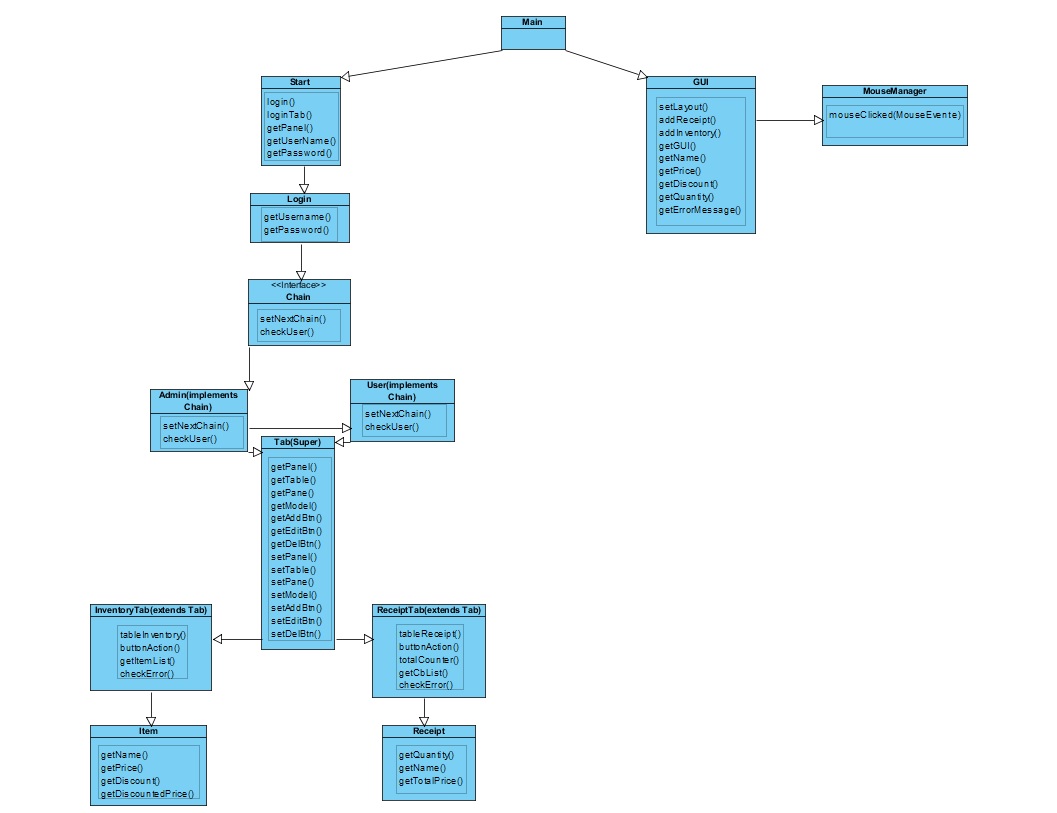 Main
Start
login()
loginTab()
getPanel()
getUserName()
getPassword()
GUI
setLayout()
addReceipt()
addInventory()
getGUI()
getName()
getPrice()
getDiscount()
getQuantity()
getErrorMessage()
MouseManager
mouseClicked(MouseEvente)
Login
getUsername()
getPassword()
<<Interface>>
Chain
setNextChain()
checkUser()
Admin(implements
Chain)
setNextChain()
checkUser()
User(implements
Chain)
setNextChain()
checkUser()
Tab(Super)
getPanel()
getTable()
getPane()
getModel()
getAddBtn()
getEditBtn()
getDelBtn()
setPanel()
setTable()
setPane()
setModel()
setAddBtn()
setEditBtn()
setDelBtn()
InventoryTab(extends Tab)
tableInventory()
buttonAction()
getItemList()
checkError()
ReceiptTab(extends Tab)
tableReceipt()
buttonAction()
totalCounter()
getCbList()
checkError()
Item
getName()
getPrice()
getDiscount()
getDiscountedPrice()
Receipt
getQuantity()
getName()
getTotalPrice()